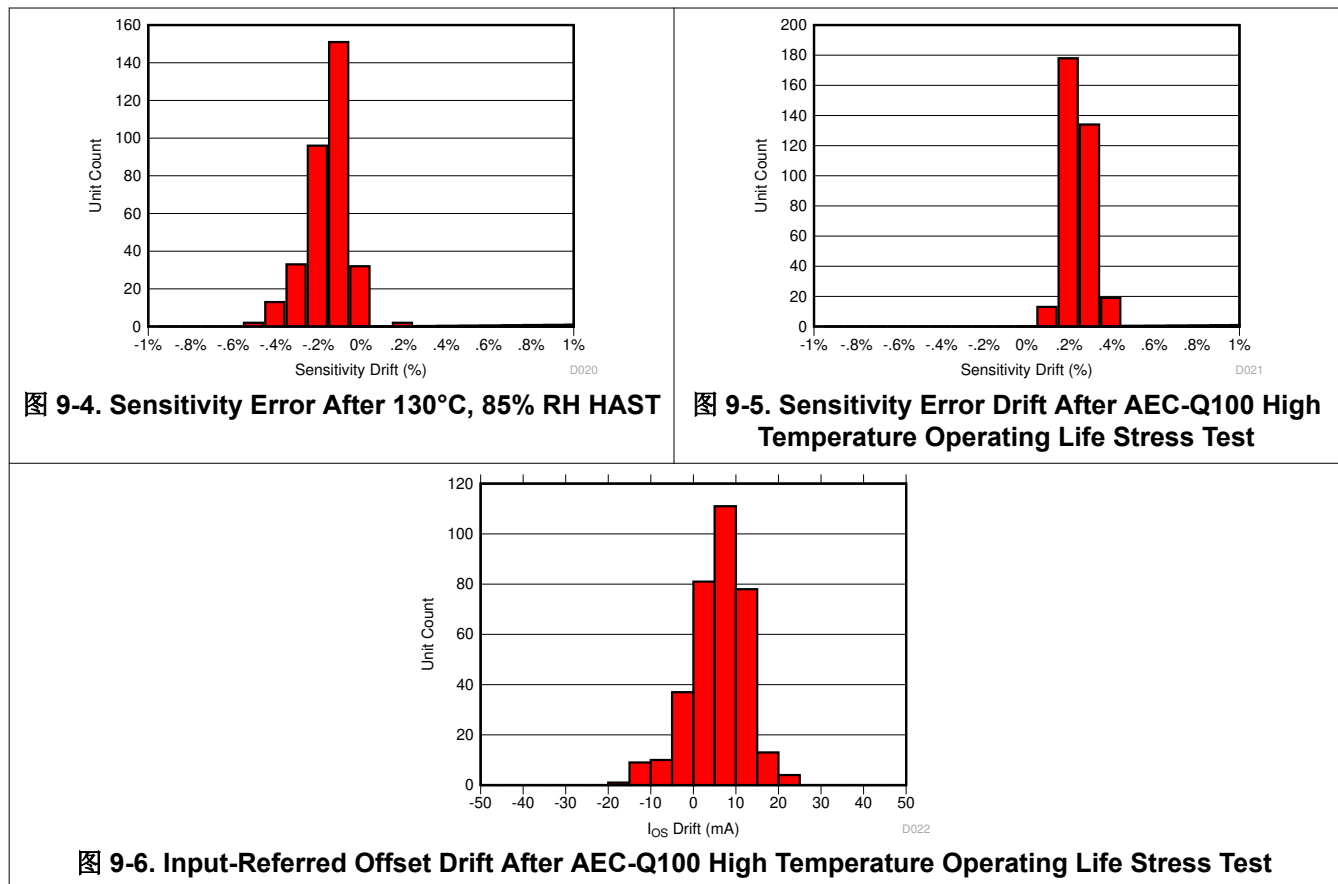 160
140
120
100
80
60
40
20
0
Unit Count
-1% -.8% -.6% -.4% -.2% 0% .2% .4% .6% .8% 1%
Sensitivity Drift (%)
D020
图 9-4. Sensitivity Error After 130°C, 85% RH HAST
200
180
160
140
120
100
80
60
40
20
0
Unit Count
-1% -.8% -.6% -.4% -.2% 0% .2% .4% .6% .8% 1%
Sensitivity Drift (%)
D021
图 9-5. Sensitivity Error Drift After AEC-Q100 High
Temperature Operating Life Stress Test
120
100
80
60
40
20
0
Unit Count
-50 -40 -30 -20 -10 0 10 20 30 40 50
IOS Drift (mA)
D022
图 9-6. Input-Referred Offset Drift After AEC-Q100 High Temperature Operating Life Stress Test